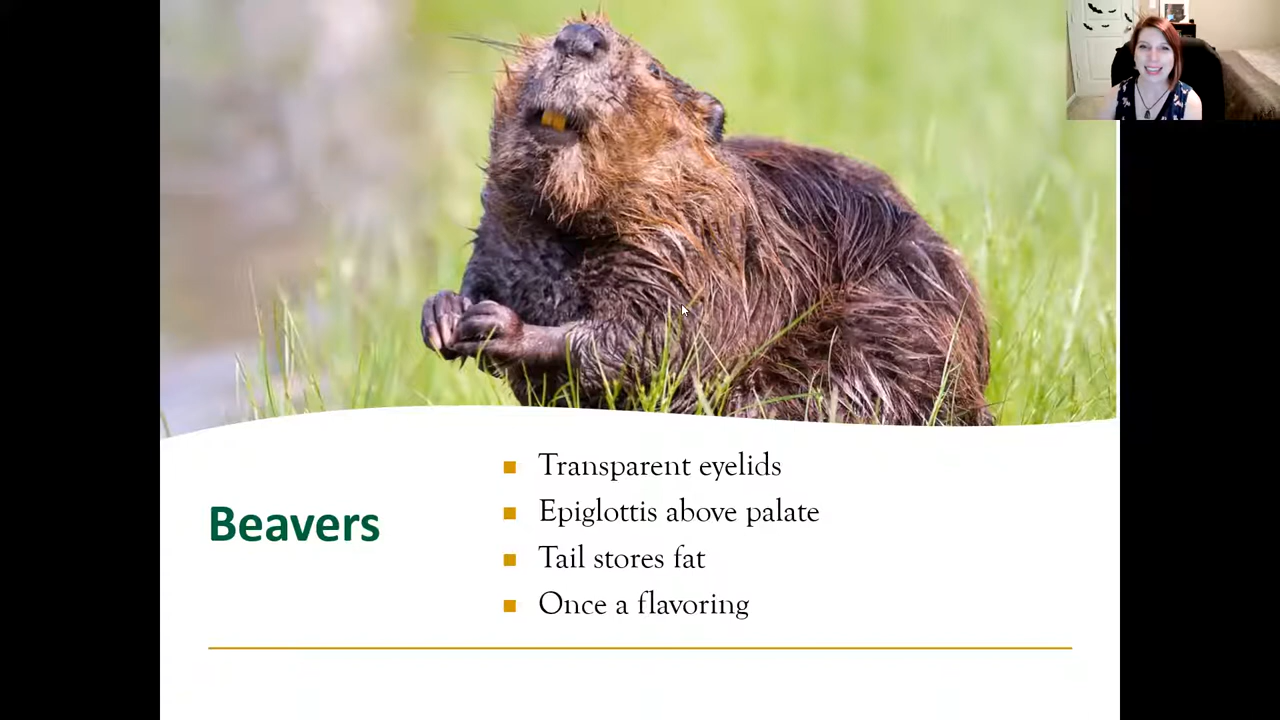 Beavers
Transparent eyelids
Epiglottis above palate
Tail stores fat
Once a flavoring